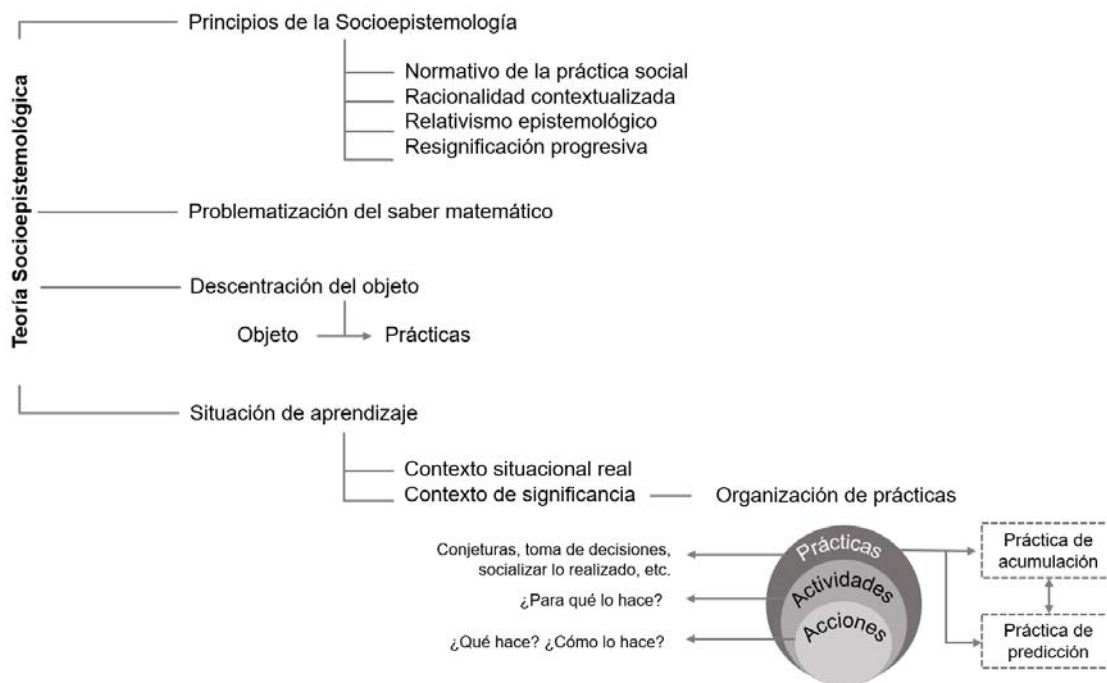 Teoría Socioepistemológica
Principios de la Socioepistemología
Normativo de la práctica social
Racionalidad contextualizada
Relativismo epistemológico
Resignificación progresiva
Problematización del saber matemático
Descentración del objeto
Objeto
Prácticas
Situación de aprendizaje
Contexto situacional real
Contexto de significancia
Organización de prácticas
Conjeturas, toma de decisiones,
socializar lo realizado, etc.
¿Para qué lo hace?
¿Qué hace? ¿Cómo lo hace?
Prácticas
Actividades
Acciones
Práctica de
acumulación
Práctica de
predicción